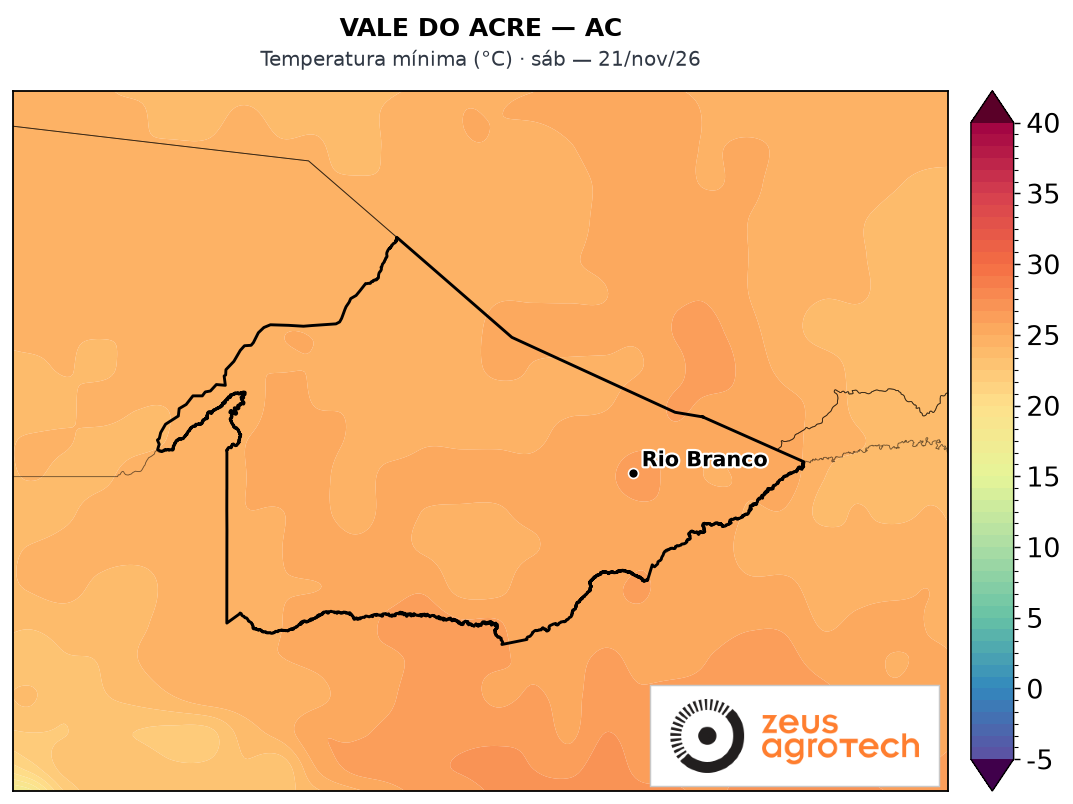 VALE DO ACRE — AC
Temperatura mínima (°C) · sáb — 21/nov/26
40
35
30
25
20
15
10
5
0
-5
Rio Branco
zeus
agrotech